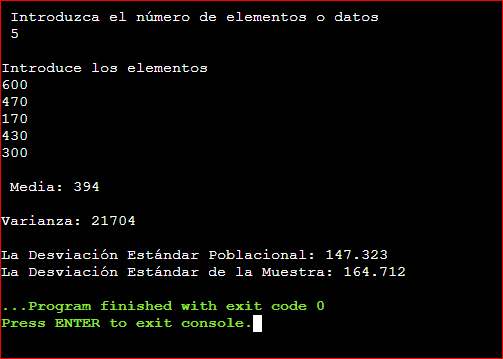 Introduzca el número de elementos o datos
5
Introduce los elementos
600
470
170
430
300
Media: 394
Varianza: 21704
La Desviación Estándar Poblacional: 147.323
La Desviación Estándar de la Muestra: 164.712
...Program finished with exit code 0
Press ENTER to exit console.